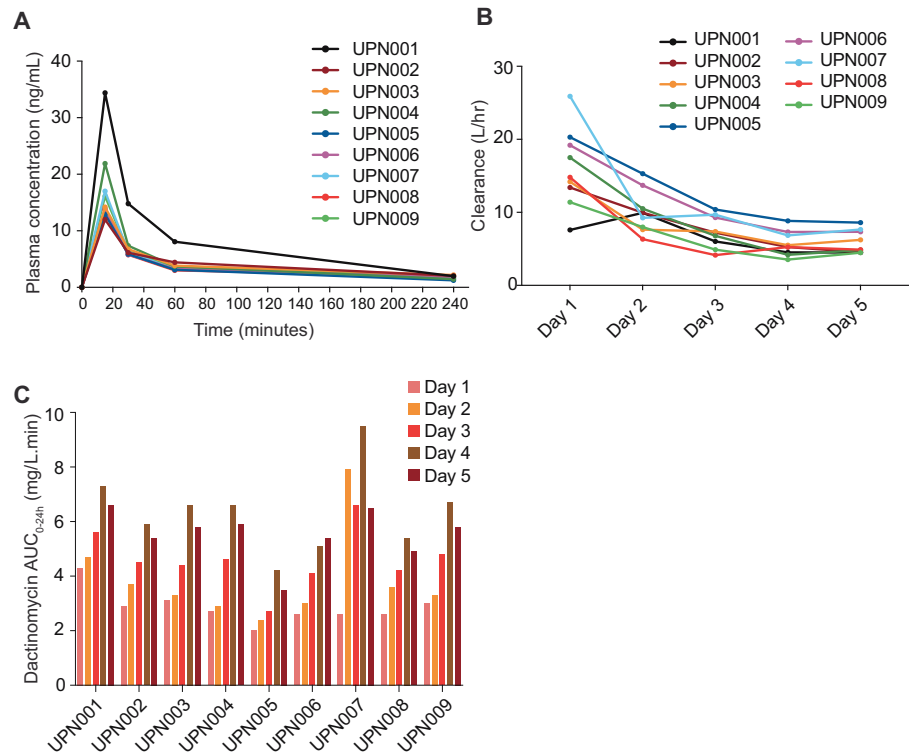 A
Plasma concentration (ng/mL)
40
30
20
10
0
0 20 40 60 80 100 120 140 160 180 200 220 240
Time (minutes)
UPN001
UPN002
UPN003
UPN004
UPN005
UPN006
UPN007
UPN008
UPN009
B
Clearance (L/hr)
30
20
10
0
Day 1 Day 2 Day 3 Day 4 Day 5
UPN001
UPN002
UPN003
UPN004
UPN005
UPN006
UPN007
UPN008
UPN009
C
Dactinomycin AUC0-24h (mg/L.min)
10
8
6
4
2
0
UPN001 UPN002 UPN003 UPN004 UPN005 UPN006 UPN007 UPN008 UPN009
Day 1
Day 2
Day 3
Day 4
Day 5